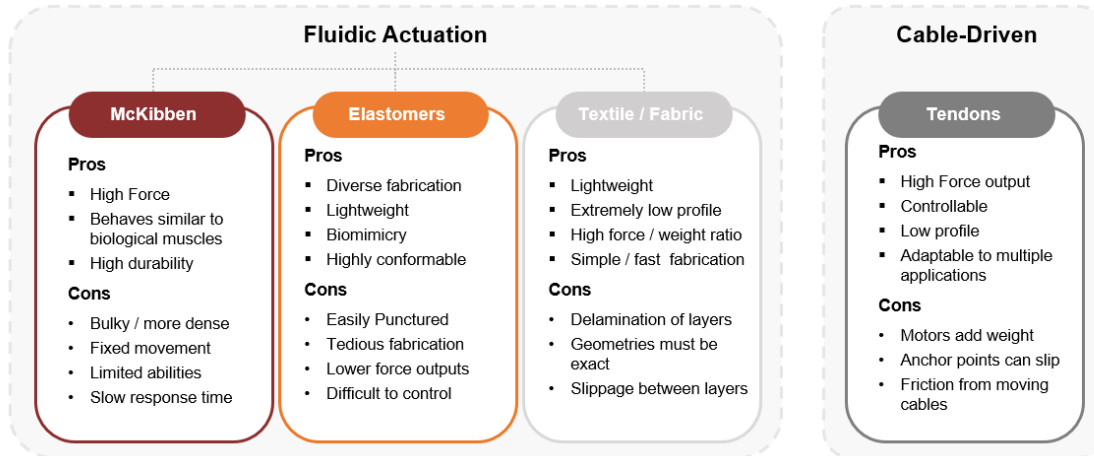 Fluidic Actuation
Cable-Driven
McKibben
Pros
▪ High Force
▪ Behaves similar to
biological muscles
▪ High durability
Cons
• Bulky / more dense
• Fixed movement
• Limited abilities
• Slow response time
Elastomers
Pros
▪ Diverse fabrication
▪ Lightweight
▪ Biomimicry
▪ Highly conformable
Cons
• Easily Punctured
• Tedious fabrication
• Lower force outputs
• Difficult to control
Textile / Fabric
Pros
▪ Lightweight
▪ Extremely low profile
▪ High force / weight ratio
▪ Simple / fast fabrication
Cons
• Delamination of layers
• Geometries must be
exact
• Slippage between layers
Tendons
Pros
▪ High Force output
▪ Controllable
▪ Low profile
▪ Adaptable to multiple
applications
Cons
• Motors add weight
• Anchor points can slip
• Friction from moving
cables